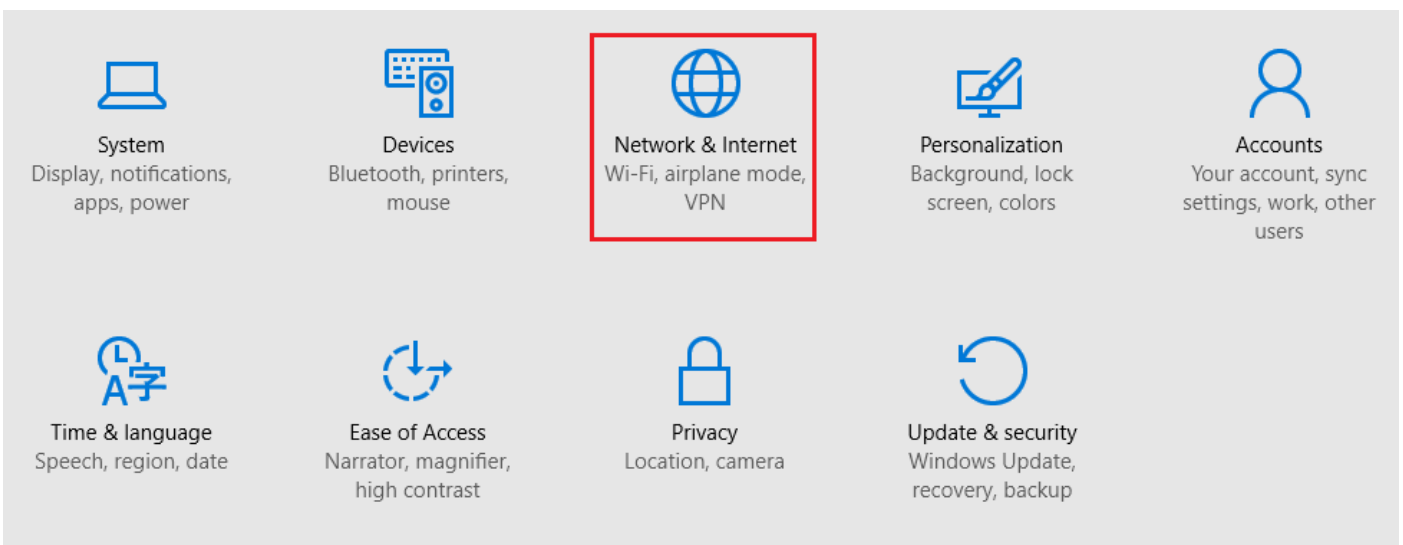 System
Display, notifications,
apps, power
Devices
Bluetooth, printers,
mouse
Network & Internet
Wi-Fi, airplane mode,
VPN
Personalization
Background, lock
screen, colors
Accounts
Your account, sync
settings, work, other
users
A字
Time & language
Speech, region, date
Ease of Access
Narrator, magnifier,
high contrast
Privacy
Location, camera
Update & security
Windows Update,
recovery, backup